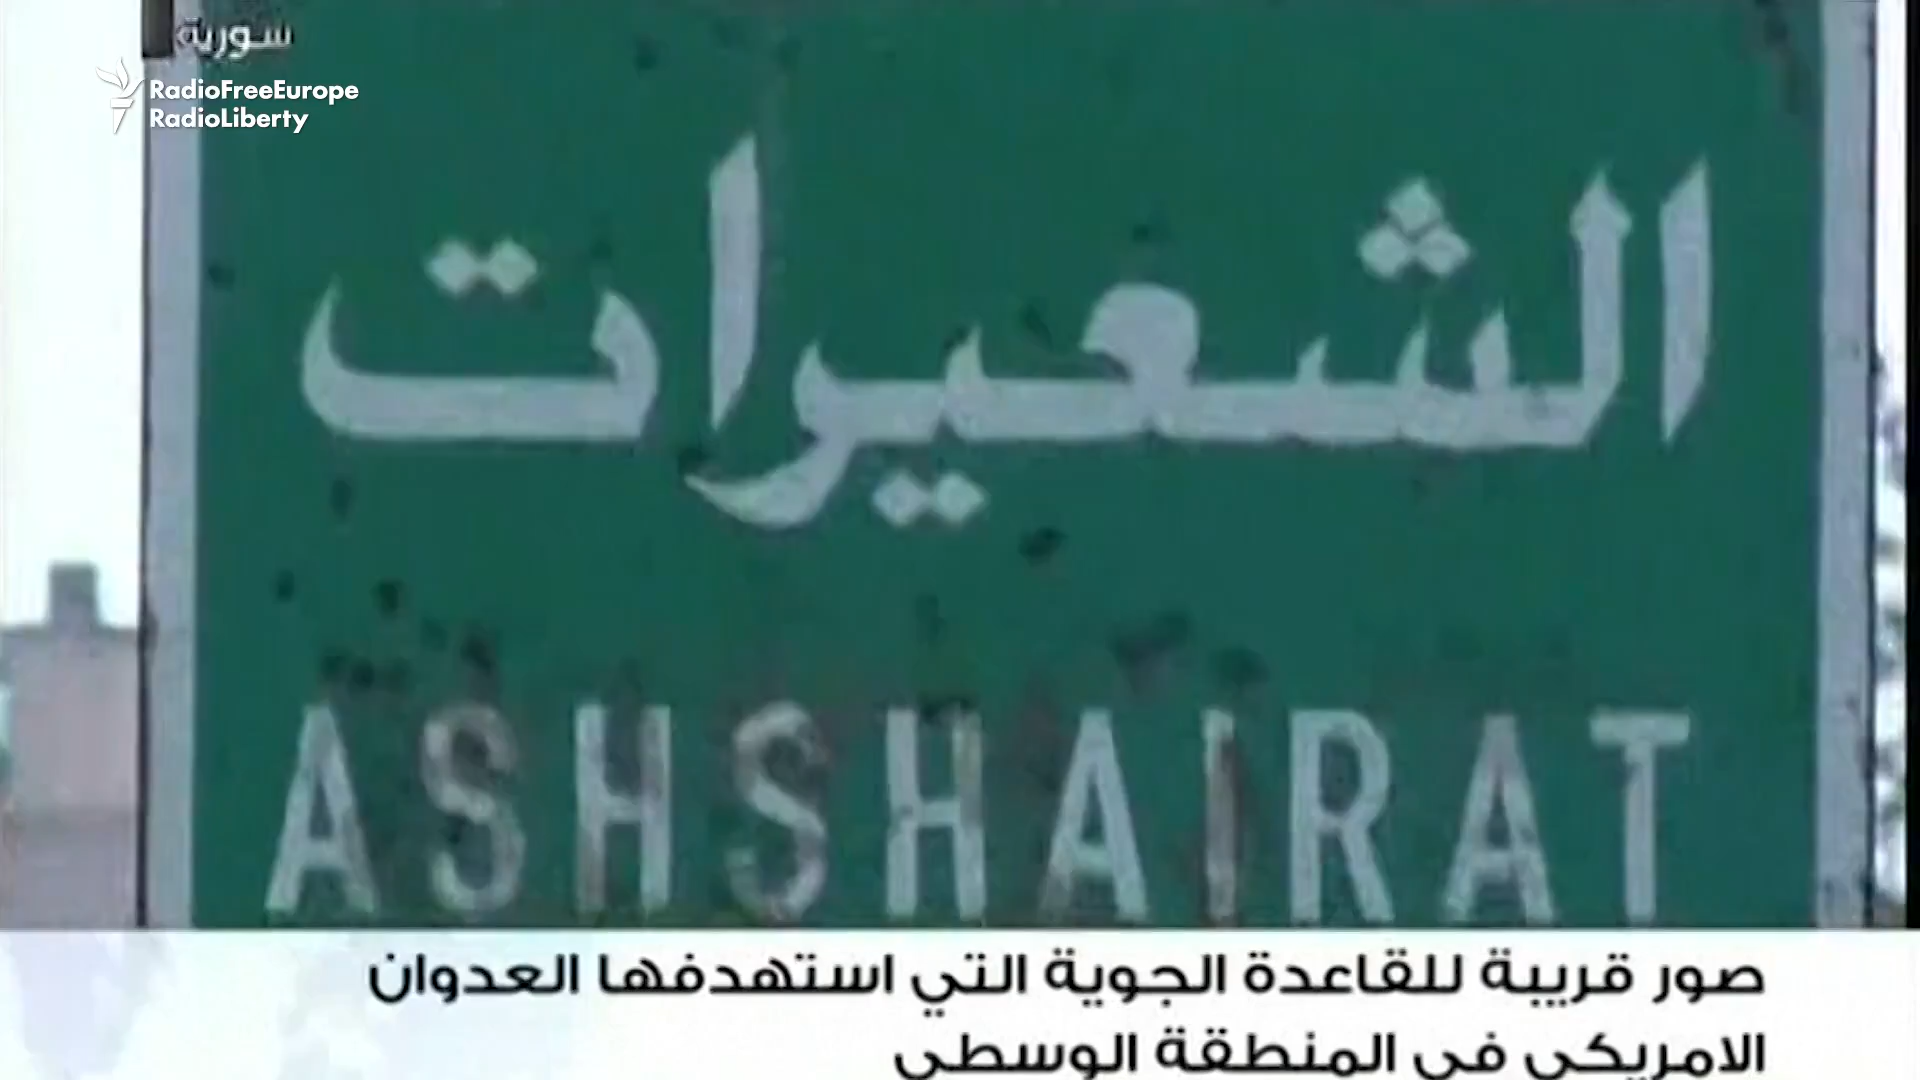 سورية
RadioFreeEurope
RadioLiberty
الشعيرات
ASHSHAIRAT
صور قريبة للقاعدة الجوية التي استهدفها العدوان
الامريكي في المنطقة الوسطى